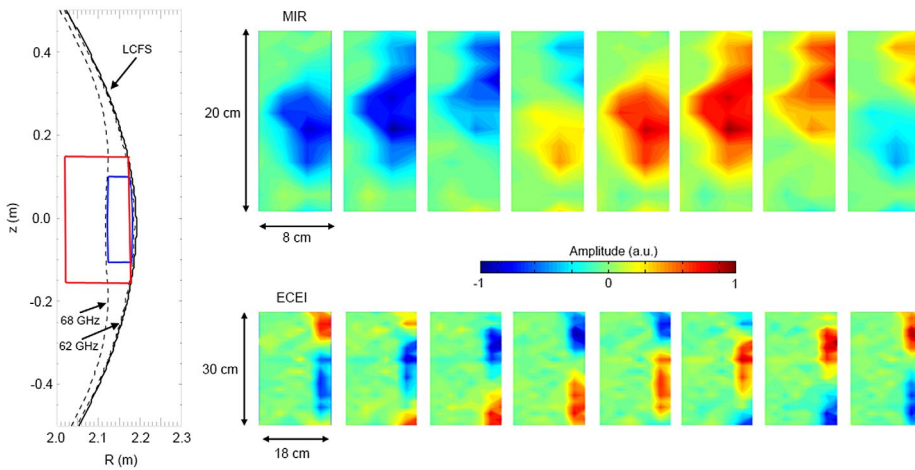 MIR
0.4
LCFS
0.2
20 cm
z (m)
0.0
8 cm
Amplitude (a.u.)
-1
0
1
-0.2
ECEI
68 GHz
62 GHz
30 cm
-0.4
2.0
2.1
2.2
2.3
18 cm
R (m)